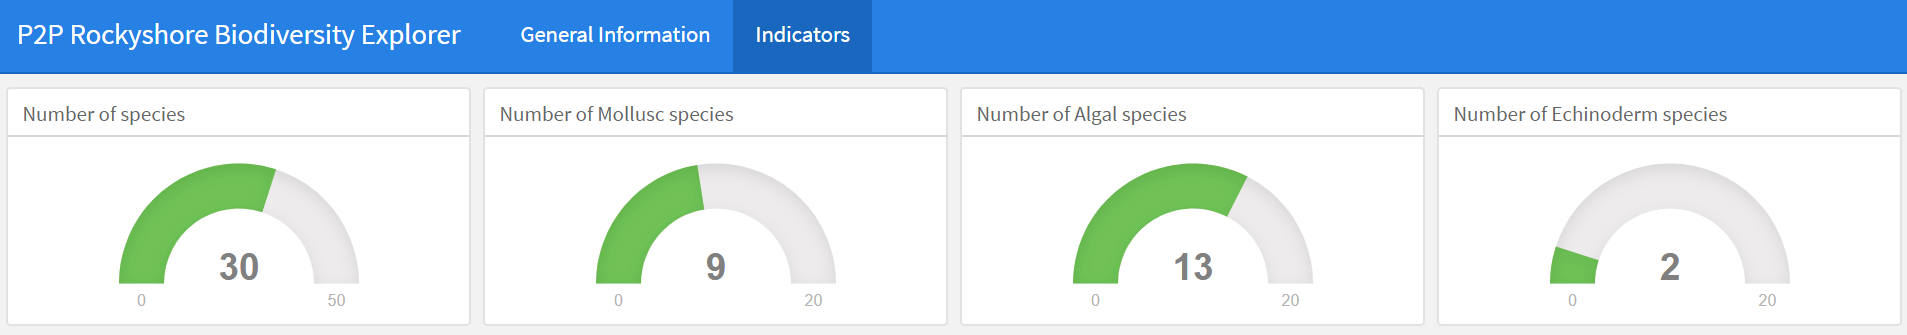 P2P Rockyshore Biodiversity Explorer General Information Indicators
Number of species
30
0 50
Number of Mollusc species
9
0 20
Number of Algal species
13
0 20
Number of Echinoderm species
2
0 20